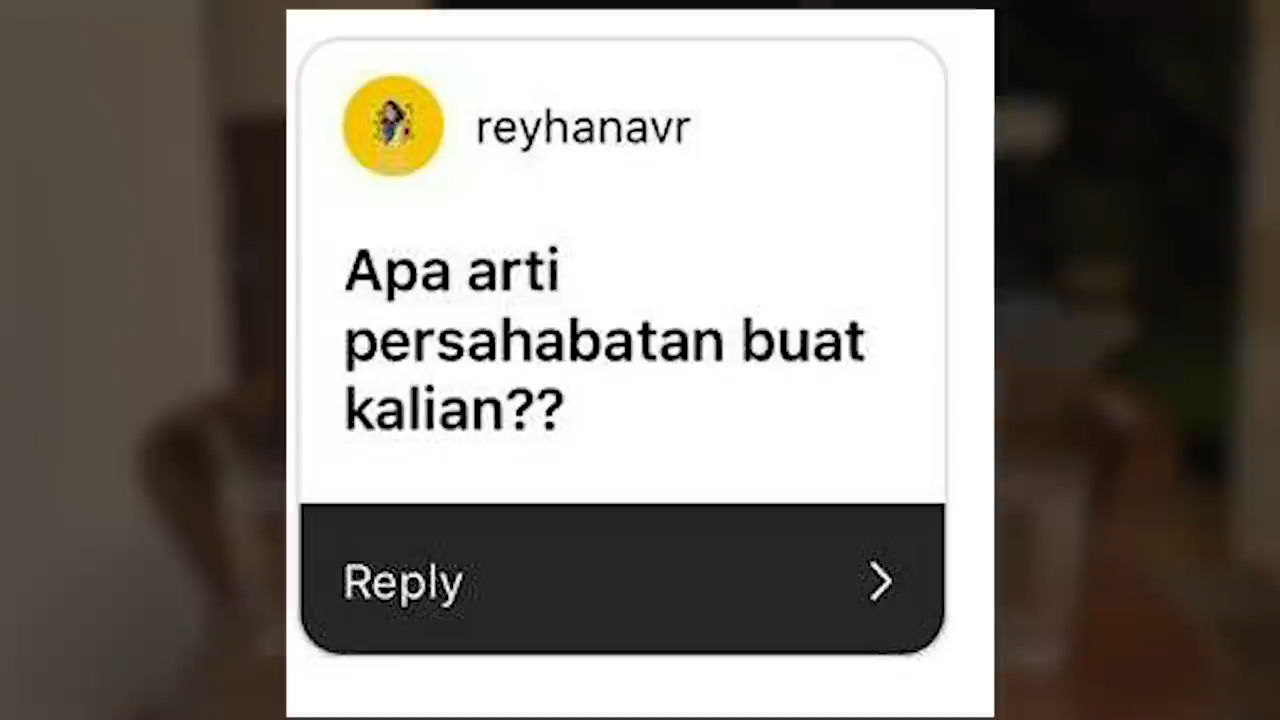 reyhanavr
Apa arti
persahabatan buat
kalian??
Reply